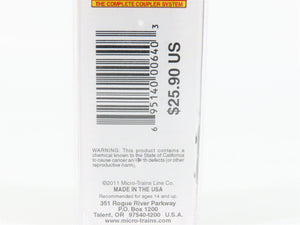 THE COMPLETE COUPLER SYSTEM
6 95140 00640 3
$25.90 US
WARNING: This product contains a
chemical known to the State of California
to cause cancer an birth defects (or other
reproductive harm).
©2011 Micro-Trains Line Co.
MADE IN THE USA
Recommended for ages 14 and up.
351 Rogue River Parkway
P.O. Box 1200
Talent, OR 97540-1200 U.S.A.
www.micro-trains.com